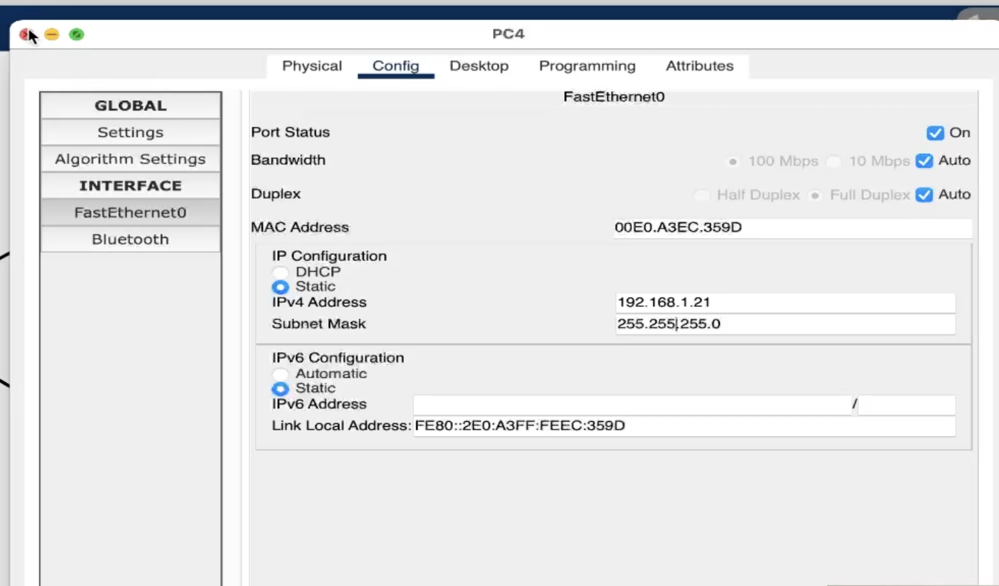 PC4
Physical Config Desktop Programming Attributes
GLOBAL
Settings
Algorithm Settings
INTERFACE
FastEthernet0
Bluetooth
FastEthernet0
Port Status On
Bandwidth 100 Mbps 10 Mbps Auto
Duplex Half Duplex Full Duplex Auto
MAC Address 00E0.A3EC.359D
IP Configuration
DHCP
Static
IPv4 Address 192.168.1.21
Subnet Mask 255.255.255.0
IPv6 Configuration
Automatic
Static
IPv6 Address /
Link Local Address: FE80::2E0:A3FF:FEEC:359D